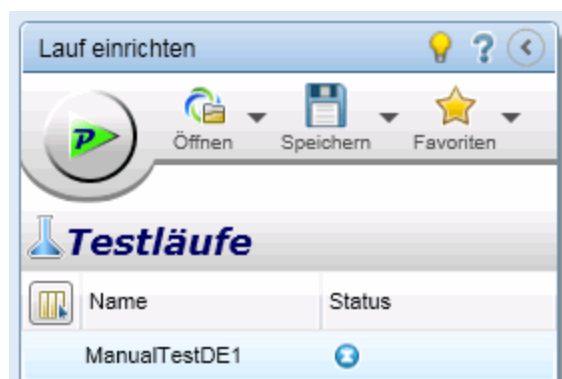 Lauf einrichten
P
Öffnen Speichern Favoriten
Testläufe
Name Status
ManualTestDE1